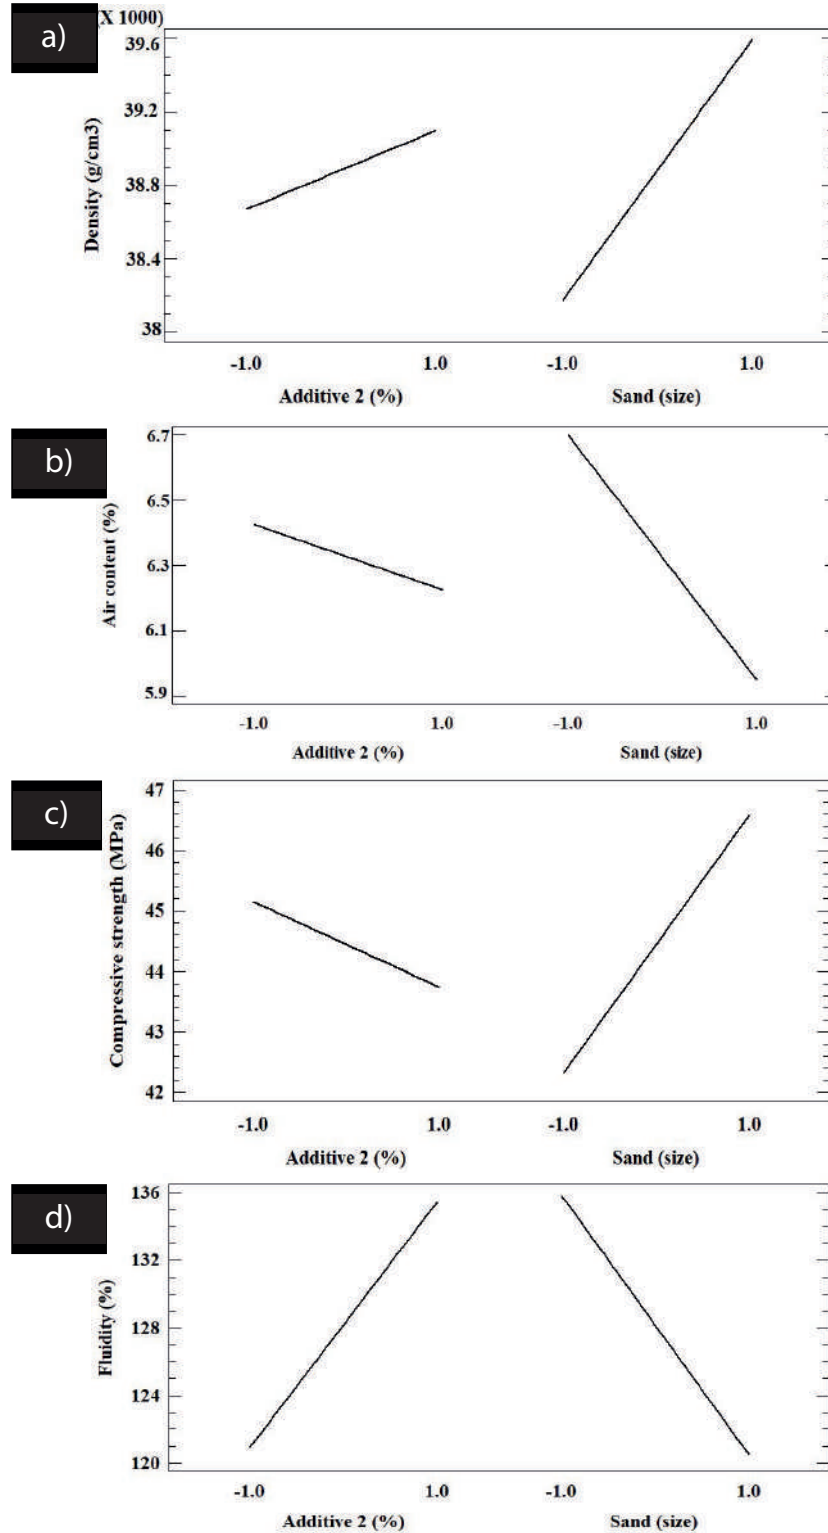 (X 1000)
a)
39.6
39.2
38.8
38.4
38
Density (g/cm3)
-1.0 1.0 -1.0 1.0
Additive 2 (%) Sand (size)
b)
6.7
6.5
6.3
6.1
5.9
Air content (%)
-1.0 1.0 -1.0 1.0
Additive 2 (%) Sand (size)
c)
47
46
45
44
43
42
Compressive strength (MPa)
-1.0 1.0 -1.0 1.0
Additive 2 (%) Sand (size)
d)
136
132
128
124
120
Fluidity (%)
-1.0 1.0 -1.0 1.0
Additive 2 (%) Sand (size)